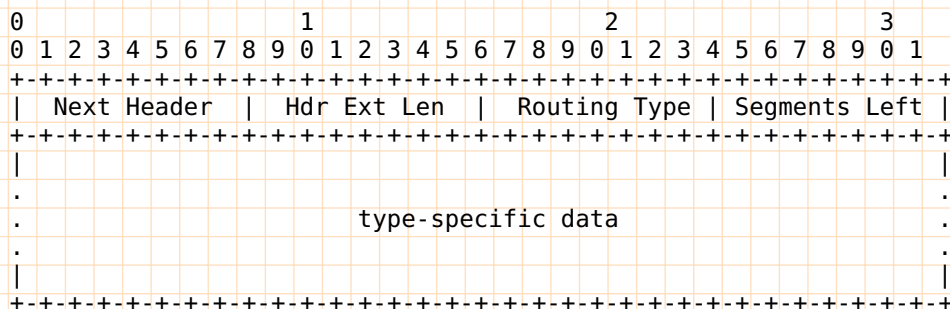 0                   1                    2                  3
0 1 2 3 4 5 6 7 8 9 0 1 2 3 4 5 6 7 8 9 0 1 2 3 4 5 6 7 8 9 0 1
+-+-+-+-+-+-+-+-+-+-+-+-+-+-+-+-+-+-+-+-+-+-+-+-+-+-+-+-+-+-+-+-+
|  Next Header  |  Hdr Ext Len  |  Routing Type | Segments Left |
+-+-+-+-+-+-+-+-+-+-+-+-+-+-+-+-+-+-+-+-+-+-+-+-+-+-+-+-+-+-+-+-+
|                                                               |
.                                                               .
.                       type-specific data                      .
.                                                               .
|                                                               |
+-+-+-+-+-+-+-+-+-+-+-+-+-+-+-+-+-+-+-+-+-+-+-+-+-+-+-+-+-+-+-+-+